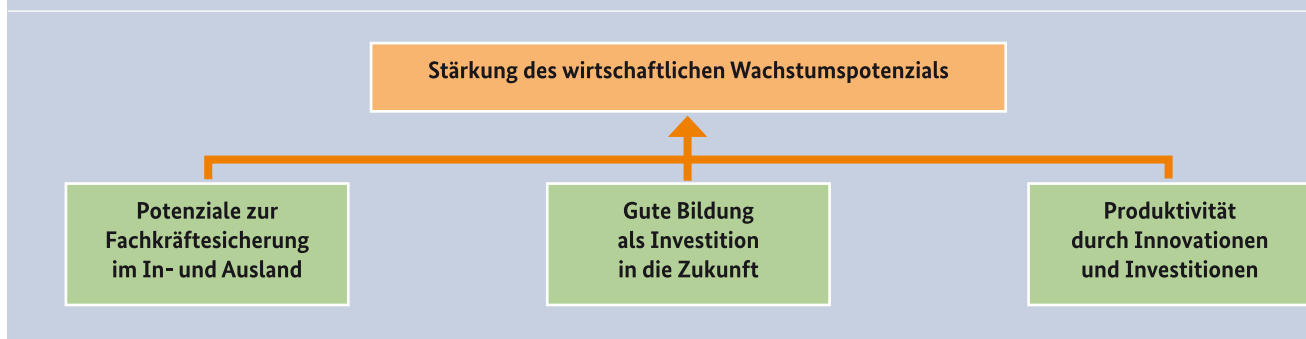 Stärkung des wirtschaftlichen Wachstumspotenzials
Potenziale zur
Fachkräftesicherung
im In- und Ausland
Gute Bildung
als Investition
in die Zukunft
Produktivität
durch Innovationen
und Investitionen